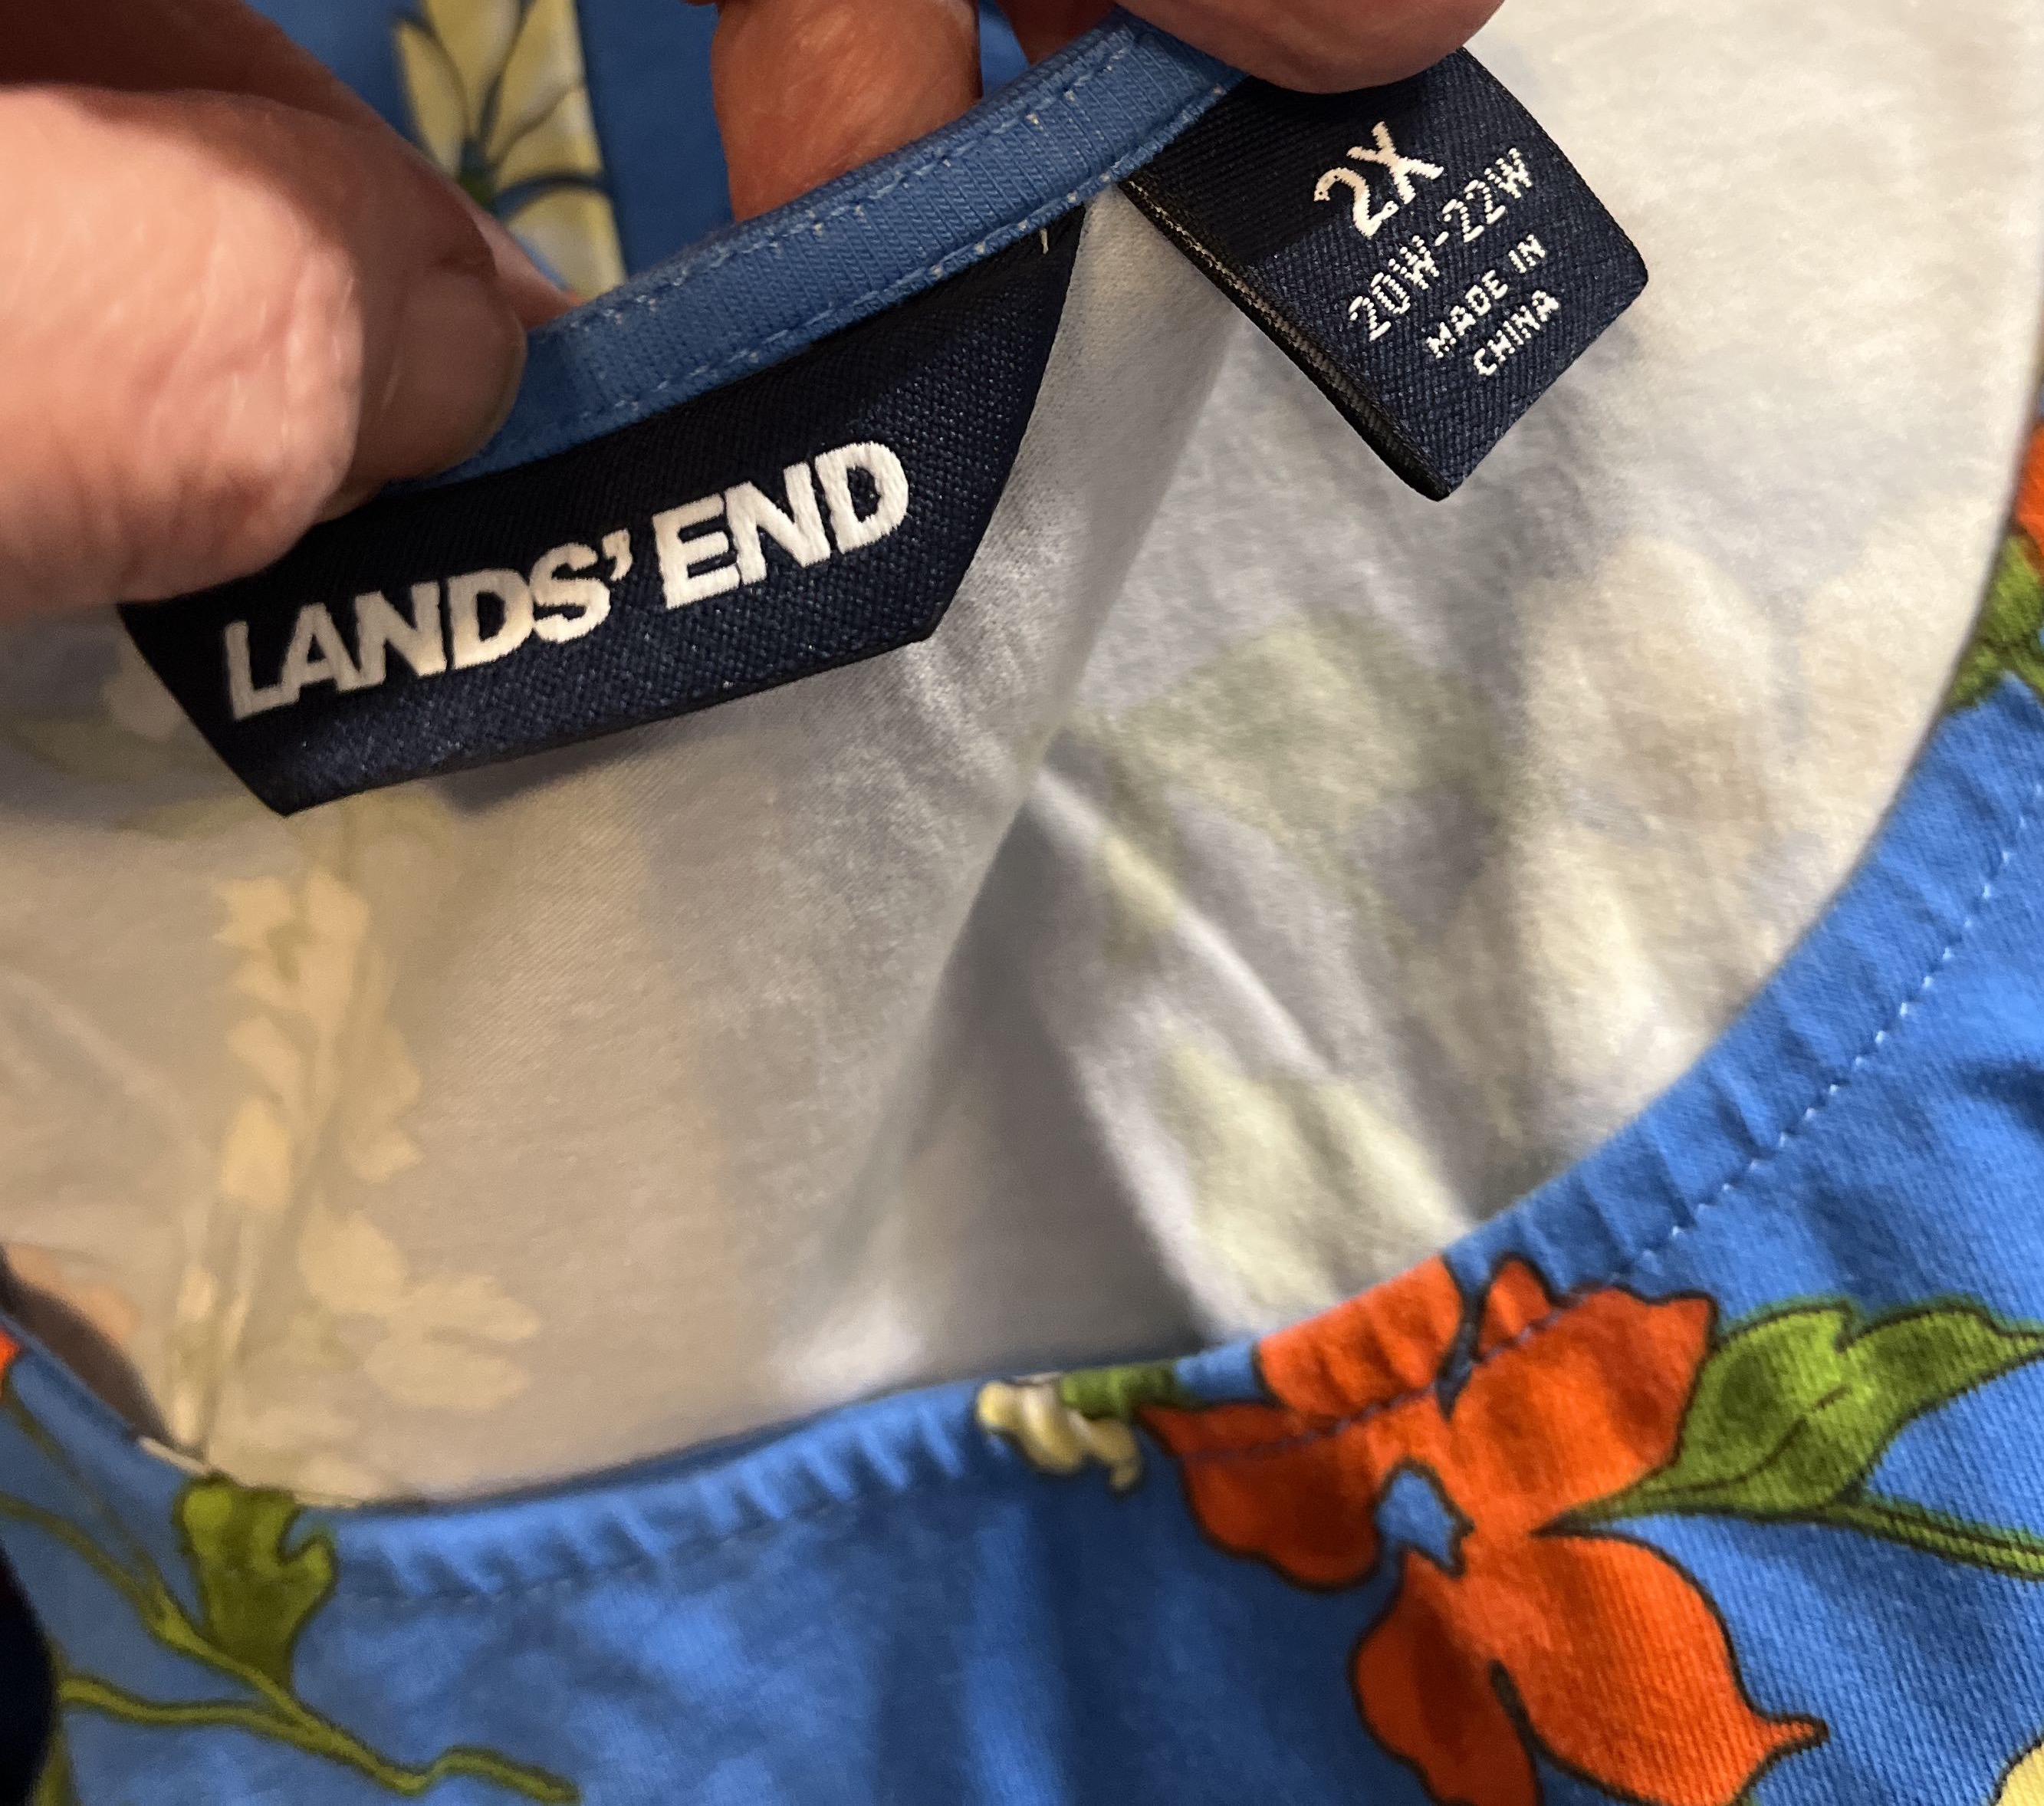 LANDS' END
2X
20W-22W
MADE IN
CHINA